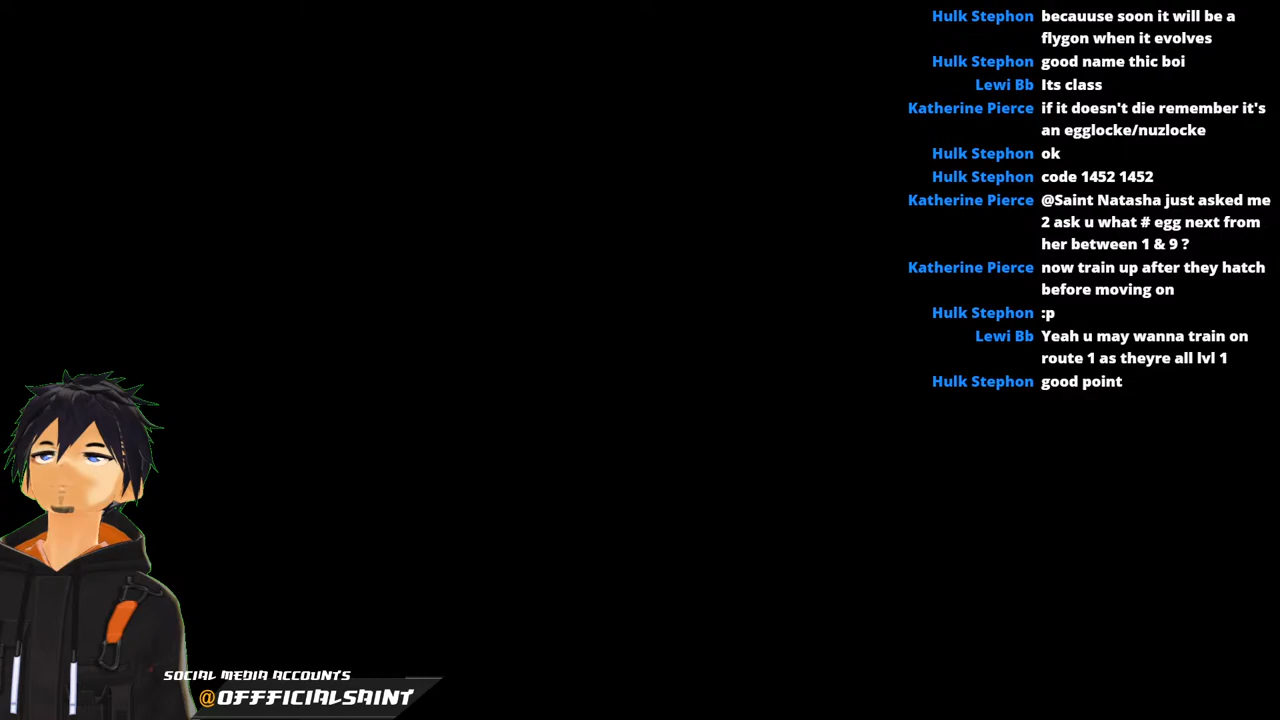 Hulk Stephon becauuse soon it will be a
flygon when it evolves
Hulk Stephon good name thic boi
Lewi Bb Its class
Katherine Pierce if it doesn't die remember it's
an egglocke/nuzlocke
Hulk Stephon ok
Hulk Stephon code 1452 1452
Katherine Pierce @Saint Natasha just asked me
2 ask u what # egg next from
her between 1 & 9 ?
Katherine Pierce now train up after they hatch
before moving on
Hulk Stephon :p
Lewi Bb Yeah u may wanna train on
route 1 as theyre all lvl 1
Hulk Stephon good point
SOCIAL MEDIA ACCOUNTS
@OFFFICIALSAINT